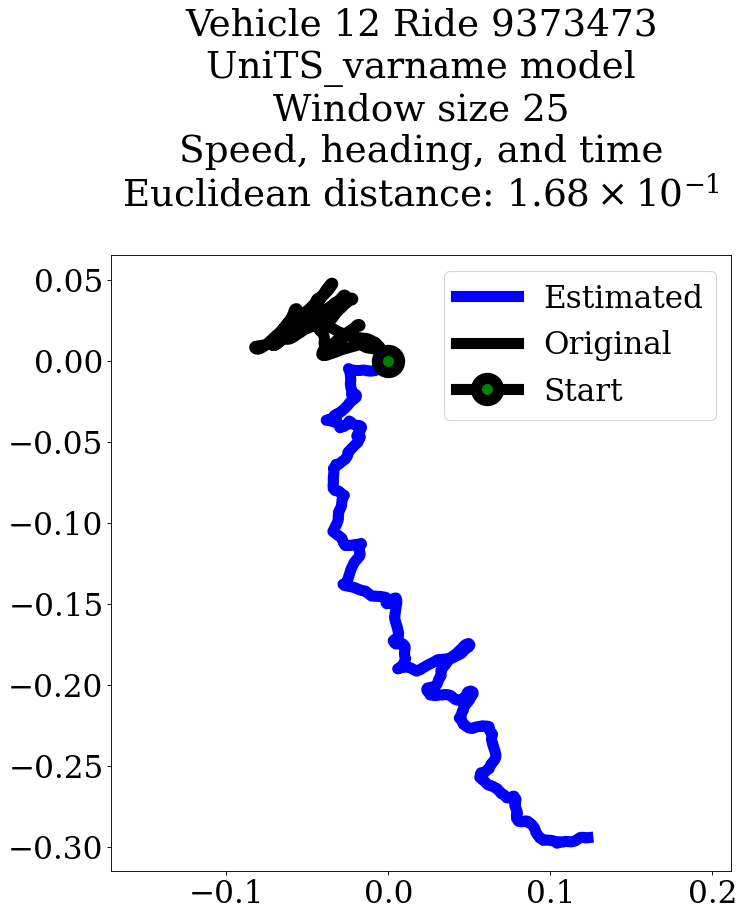 Vehicle 12 Ride 9373473
UniTS_varname model
Window size 25
Speed, heading, and time
Euclidean distance: 1.68 × 10⁻¹
Estimated
Original
Start
0.05
0.00
−0.05
−0.10
−0.15
−0.20
−0.25
−0.30
−0.1 0.0 0.1 0.2